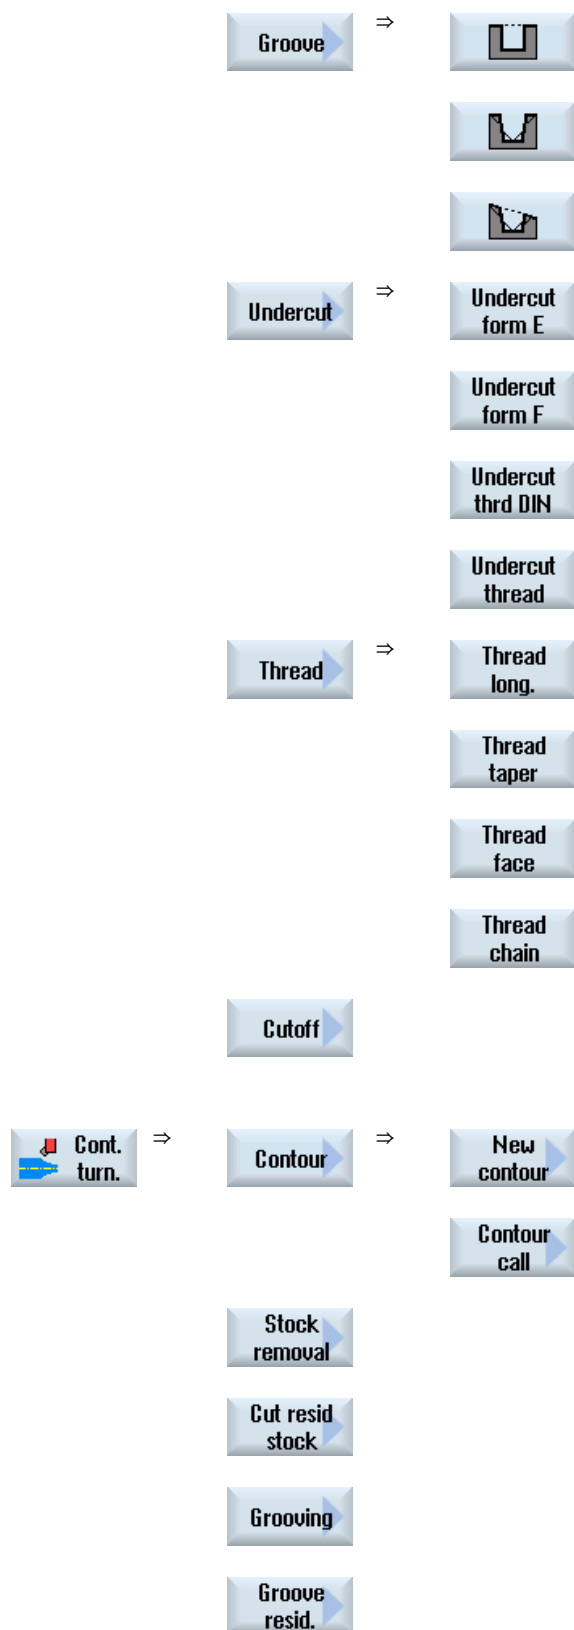 Groove ⇒
Undercut ⇒
Undercut
form E
Undercut
form F
Undercut
thrd DIN
Undercut
thread
Thread ⇒
Thread
long.
Thread
taper
Thread
face
Thread
chain
Cutoff
Cont.
turn.
⇒
Contour ⇒
New
contour
Contour
call
Stock
removal
Cut resid
stock
Grooving
Groove
resid.